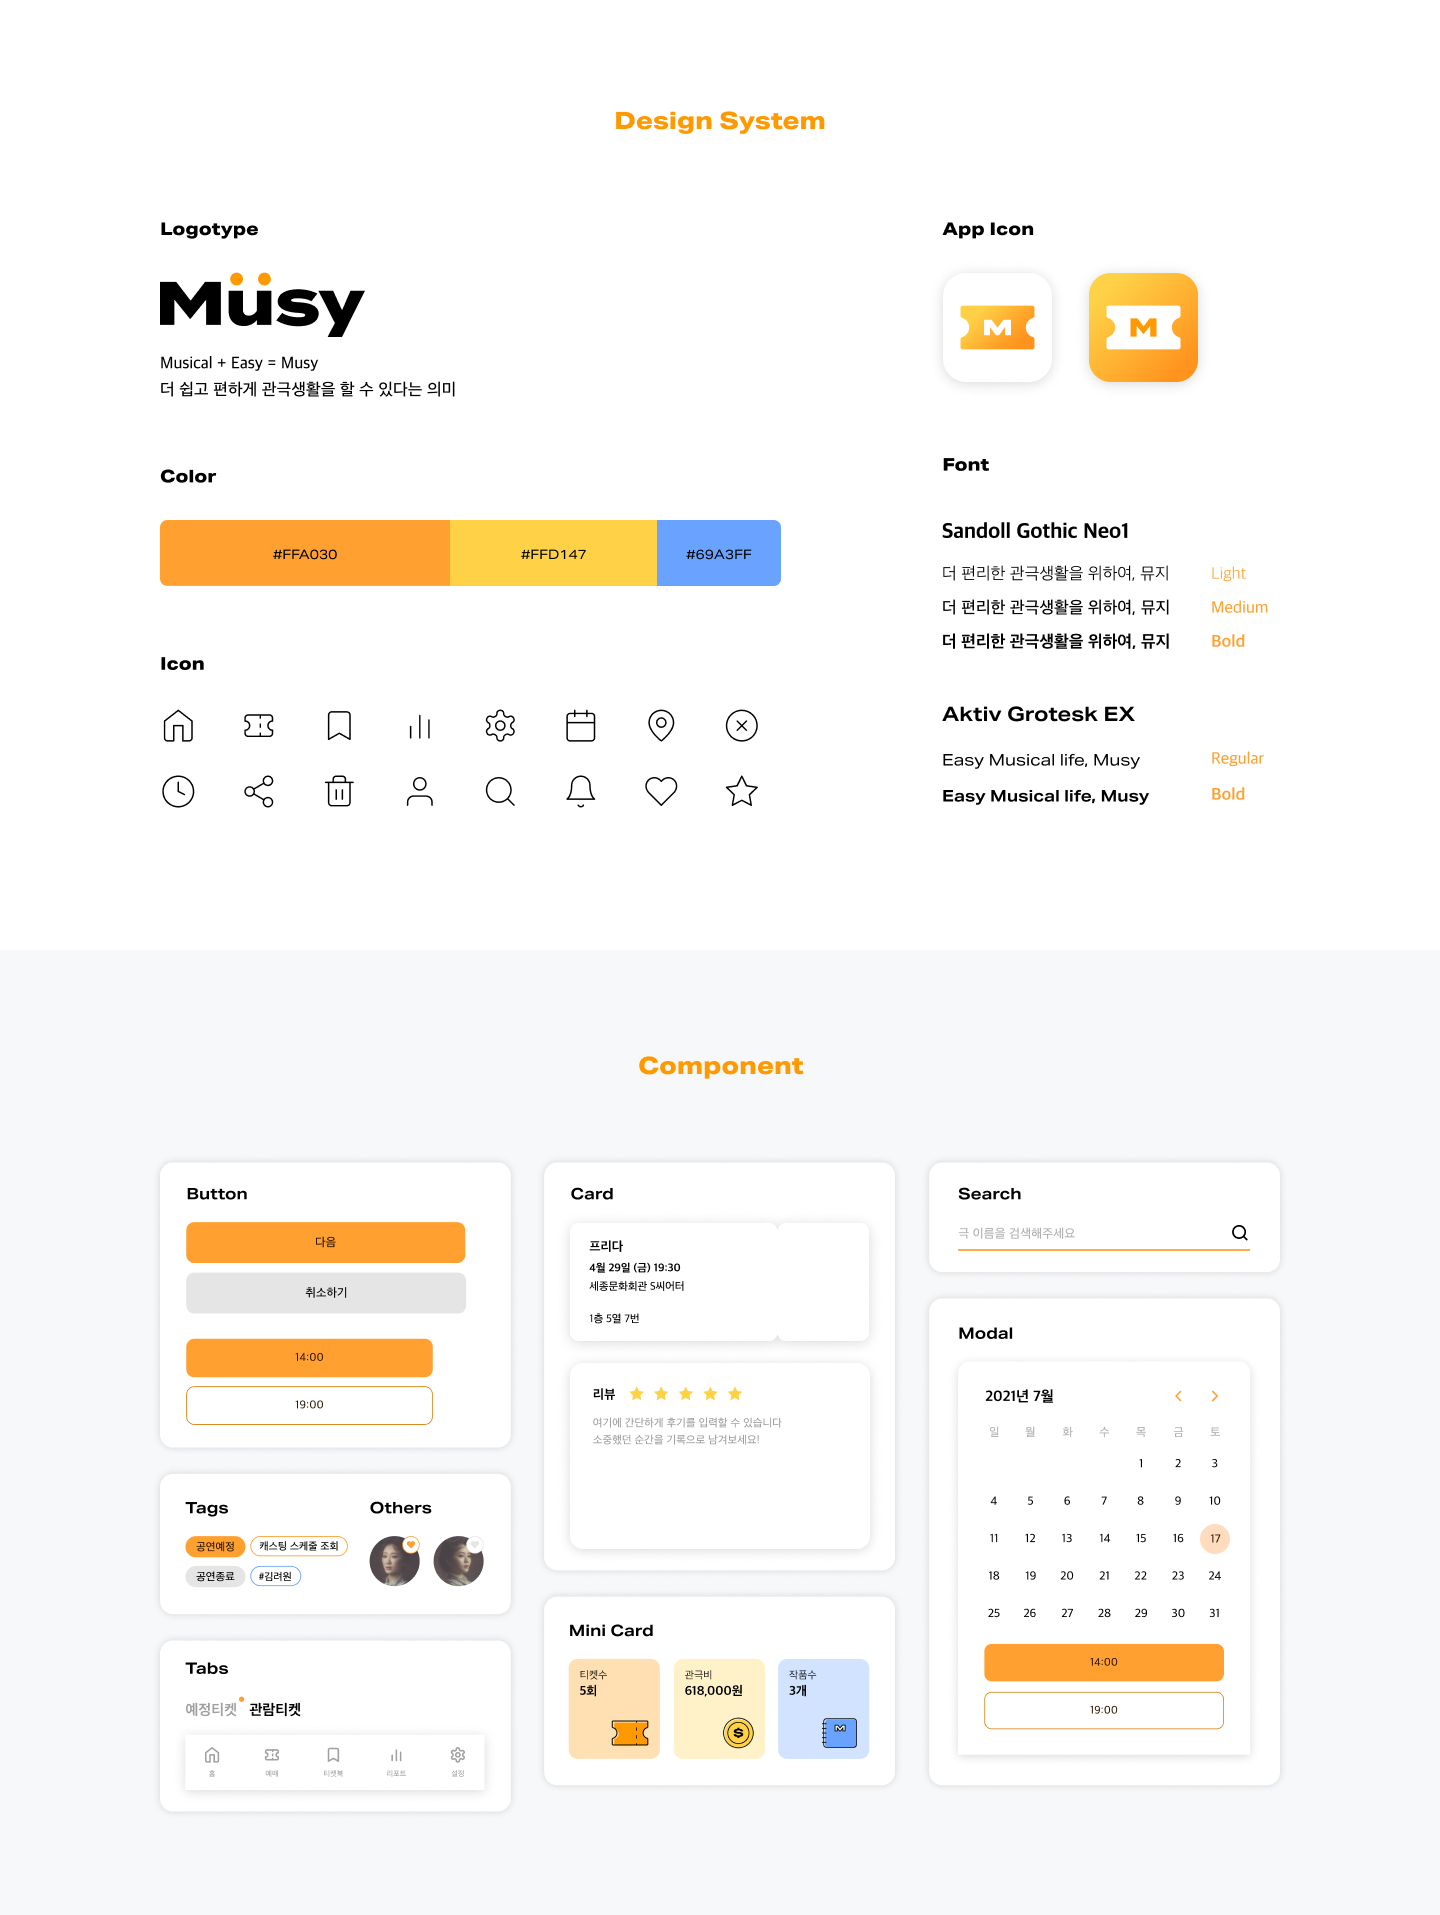 Design System
Logotype
Müsy
Musical + Easy = Musy
더 쉽고 편하게 관극생활을 할 수 있다는 의미
App Icon
M
M
Color
#FFA030
#FFD147
#69A3FF
Font
Sandoll Gothic Neo1
더 편리한 관극생활을 위하여, 뮤지 Light
더 편리한 관극생활을 위하여, 뮤지 Medium
더 편리한 관극생활을 위하여, 뮤지 Bold
Aktiv Grotesk EX
Easy Musical life, Musy Regular
Easy Musical life, Musy Bold
Icon
Component
Button
다음
취소하기
14:00
19:00
Tags
공연예정
캐스팅 스케줄 조회
공연종료
#김려원
Others
Tabs
예정티켓
관람티켓
홈
예매
티켓북
리포트
설정
Card
프리다
4월 29일 (금) 19:30
세종문화회관 S씨어터
1층 5열 7번
리뷰
여기에 간단하게 후기를 입력할 수 있습니다
소중했던 순간을 기록으로 남겨보세요!
Mini Card
티켓수
5회
관극비
618,000원
$
작품수
3개
M
Search
극 이름을 검색해주세요
Modal
2021년 7월
일 월 화 수 목 금 토
1 2 3
4 5 6 7 8 9 10
11 12 13 14 15 16 17
18 19 20 21 22 23 24
25 26 27 28 29 30 31
14:00
19:00